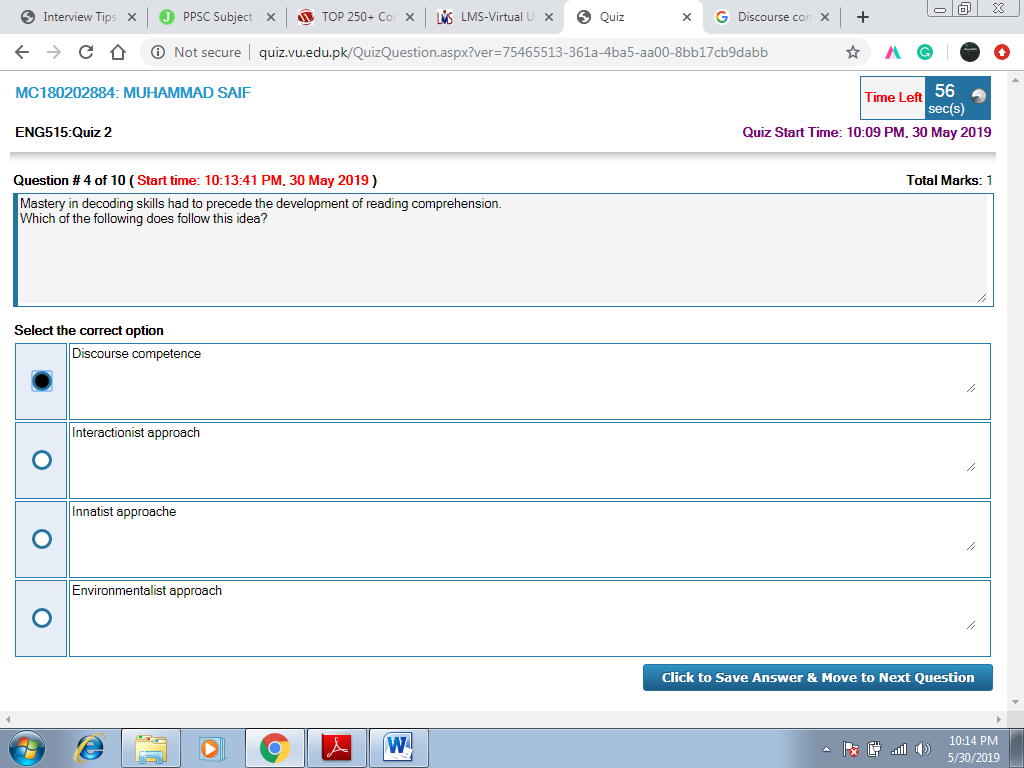 Interview Tips
PPSC Subject
TOP 250+ Co
LMS-Virtual U
Quiz
Discourse con
Not secure | quiz.vu.edu.pk/QuizQuestion.aspx?ver=75465513-361a-4ba5-aa00-8bb17cb9dabb
MC180202884: MUHAMMAD SAIF
Time Left 56 sec(s)
ENG515:Quiz 2
Quiz Start Time: 10:09 PM, 30 May 2019
Question # 4 of 10 ( Start time: 10:13:41 PM, 30 May 2019 )
Total Marks: 1
Mastery in decoding skills had to precede the development of reading comprehension.
Which of the following does follow this idea?
Select the correct option
Discourse competence
Interactionist approach
Innatist approache
Environmentalist approach
Click to Save Answer & Move to Next Question
10:14 PM
5/30/2019